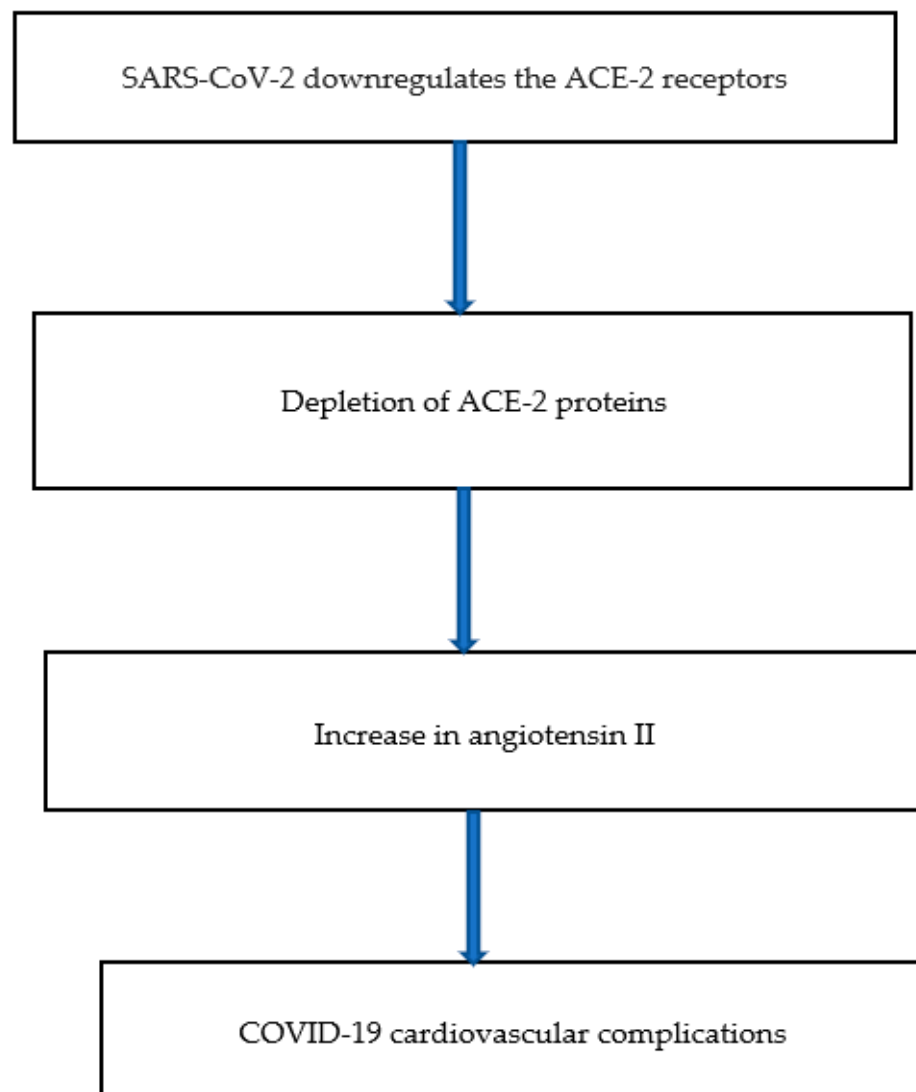 SARS-CoV-2 downregulates the ACE-2 receptors
Depletion of ACE-2 proteins
Increase in angiotensin II
COVID-19 cardiovascular complications